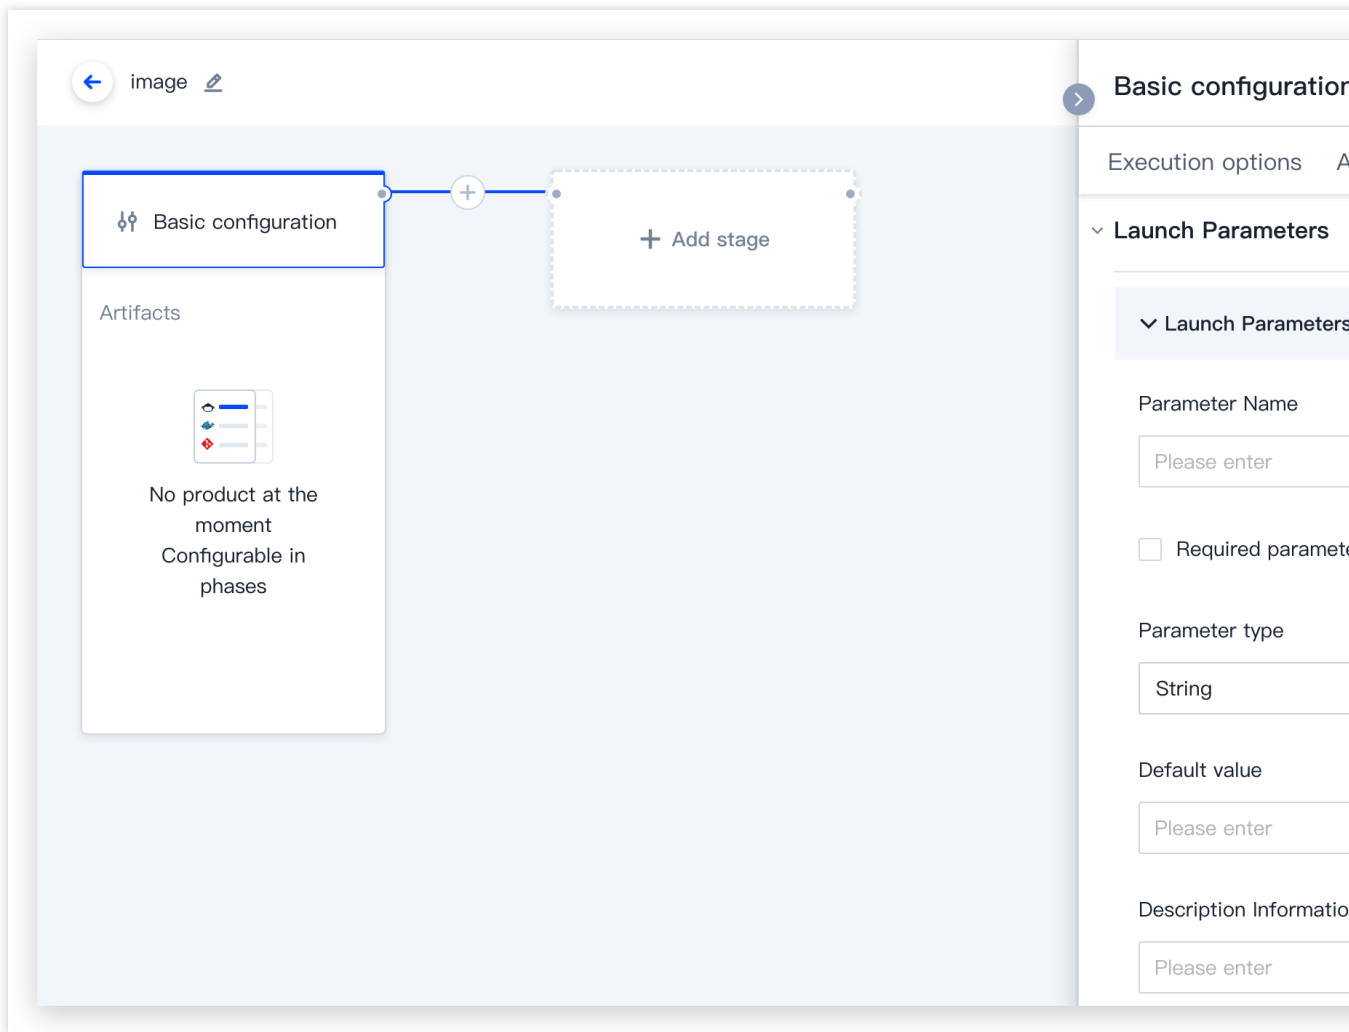 image
Basic configuration
Add stage
Artifacts
No product at the
moment
Configurable in
phases
Basic configuration
Execution options A
Launch Parameters
Launch Parameters
Parameter Name
Please enter
Required paramete
Parameter type
String
Default value
Please enter
Description Informatio
Please enter